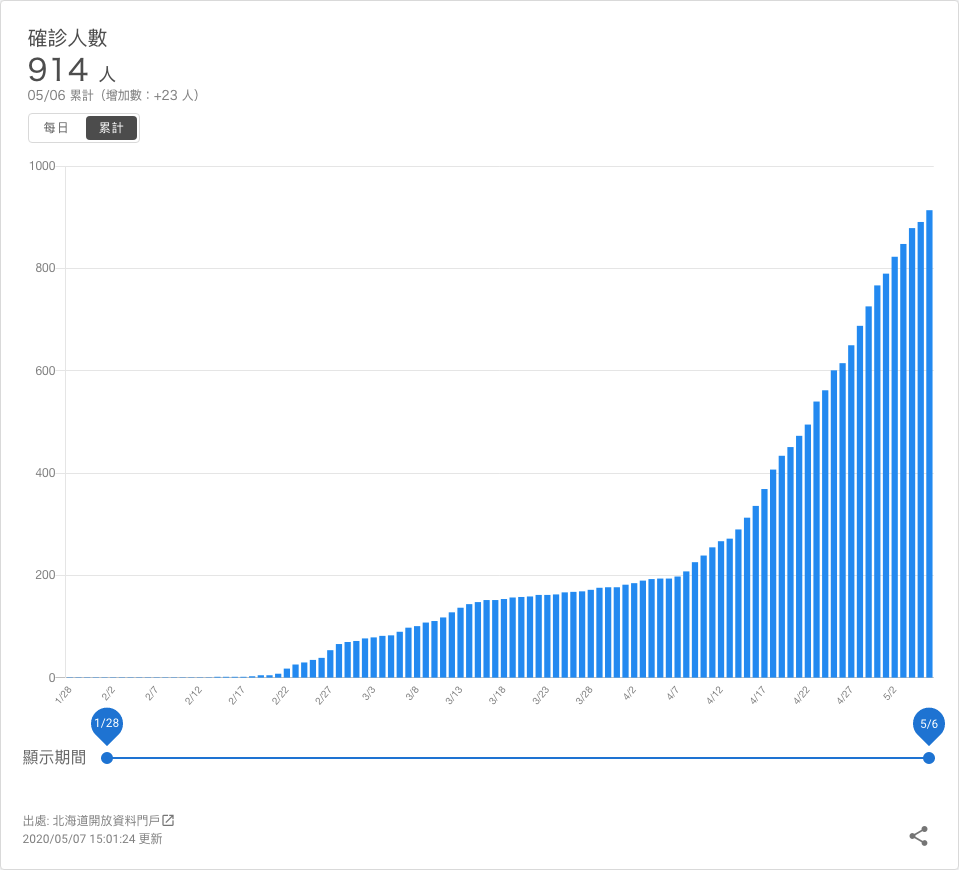 確診人數
914 人
05/06 累計（增加數：+23 人）
每日 累計
1000
800
600
400
200
0
1/28 2/2 2/7 2/12 2/17 2/22 2/27 3/3 3/8 3/13 3/18 3/23 3/28 4/2 4/7 4/12 4/17 4/22 4/27 5/2
1/28 5/6
顯示期間
出處: 北海道開放資料門戶
2020/05/07 15:01:24 更新